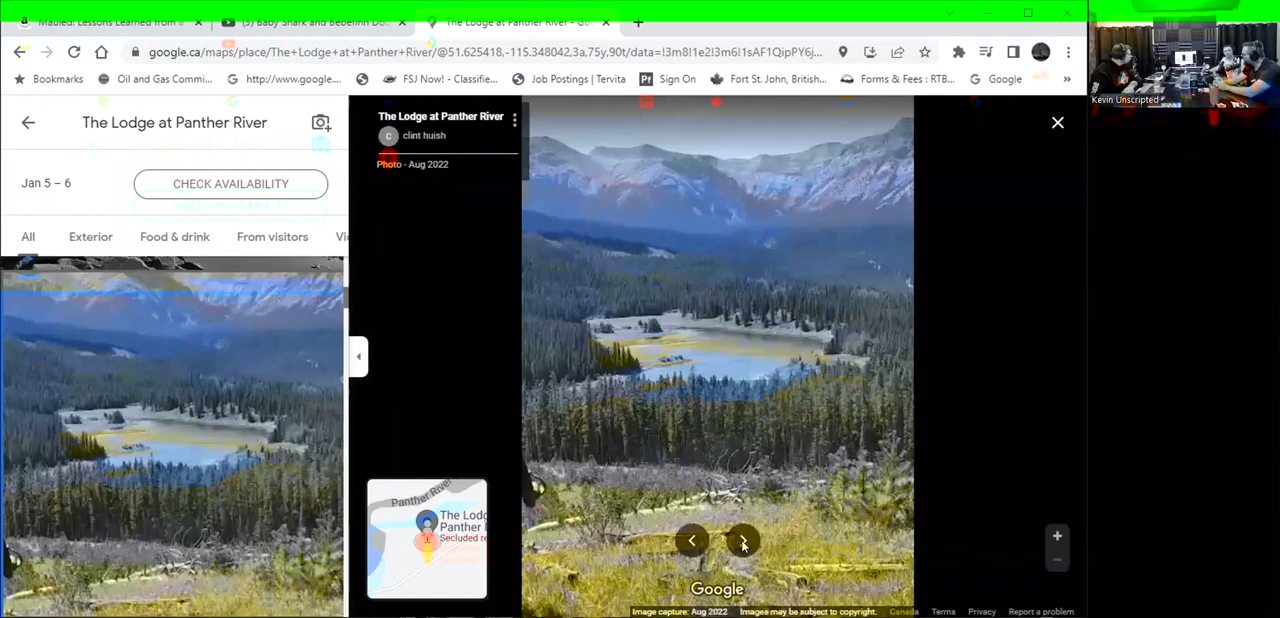 Mauled: Lessons Learned from a
(3) Baby Shark and Bebefinn Do
The Lodge at Panther River - Go
google.ca/maps/place/The+Lodge+at+Panther+River/@51.625418,-115.348042,3a,75y,90t/data=!3m8!1e2!3m6!1sAF1QipPY6j...
Bookmarks
Oil and Gas Commi...
http://www.google....
FSJ Now! - Classifie...
Job Postings | Tervita
Sign On
Fort St. John, British...
Forms & Fees : RTB...
Google
Kevin Unscripted
The Lodge at Panther River
Jan 5 – 6
CHECK AVAILABILITY
All
Exterior
Food & drink
From visitors
The Lodge at Panther River
clint huish
Photo - Aug 2022
Panther River
The Lodg
Panther
Secluded re
Google
Image capture: Aug 2022
Images may be subject to copyright.
Canada
Terms
Privacy
Report a problem